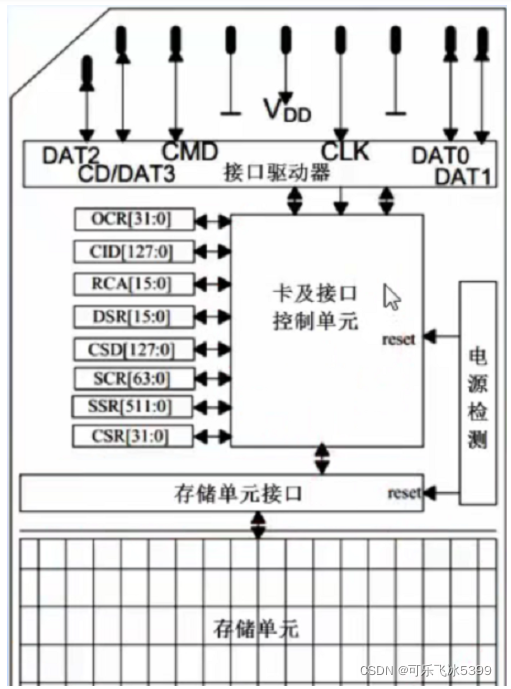 VDD
DAT2
CMD
CLK
DAT0
CD/DAT3
接口驱动器
DAT1
OCR[31:0]
CID[127:0]
RCA[15:0]
DSR[15:0]
CSD[127:0]
SCR[63:0]
SSR[511:0]
CSR[31:0]
卡及接口
控制单元
reset
电源检测
存储单元接口
reset
存储单元
CSDN @可乐飞冰5399